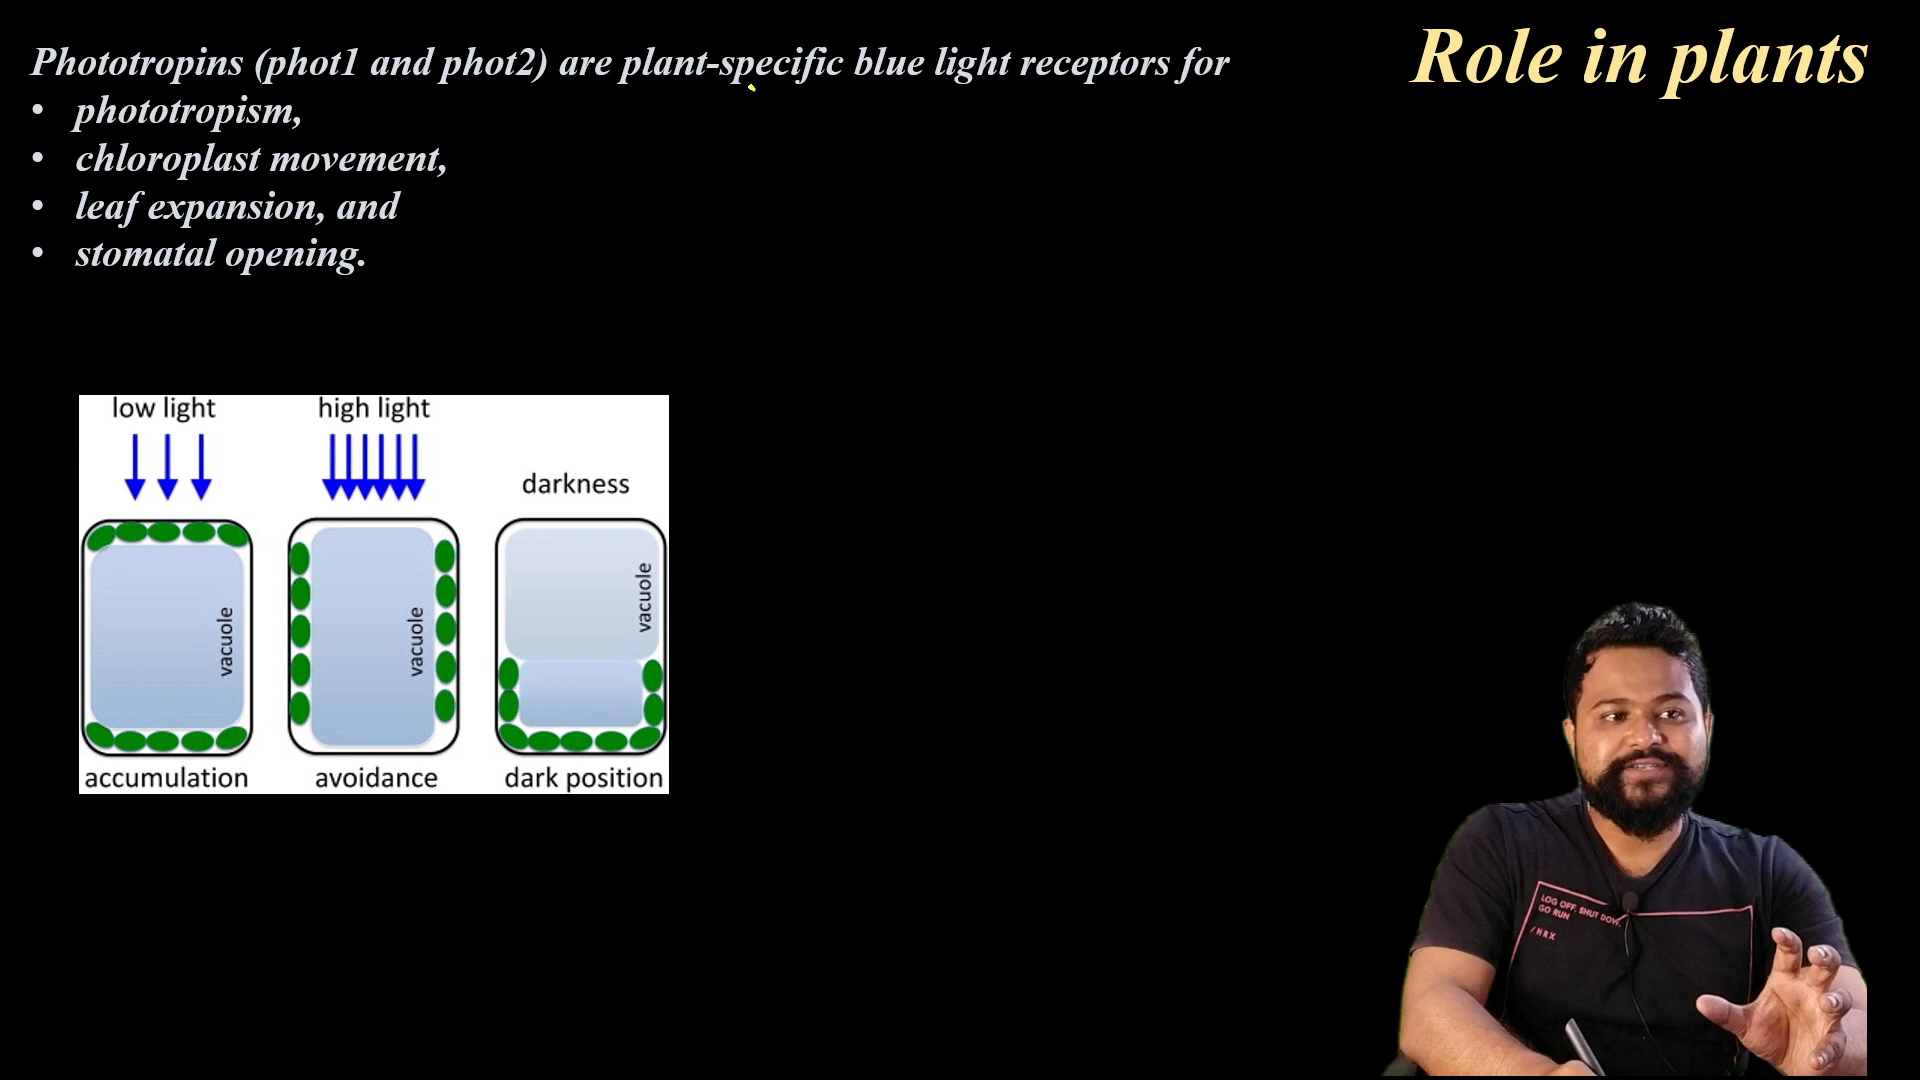 Phototropins (phot1 and phot2) are plant-specific blue light receptors for
• phototropism,
• chloroplast movement,
• leaf expansion, and
• stomatal opening.
Role in plants
low light
high light
darkness
vacuole
vacuole
vacuole
accumulation
avoidance
dark position
LOG OFF. SHUT DOWN.
GO RUN
/HRX